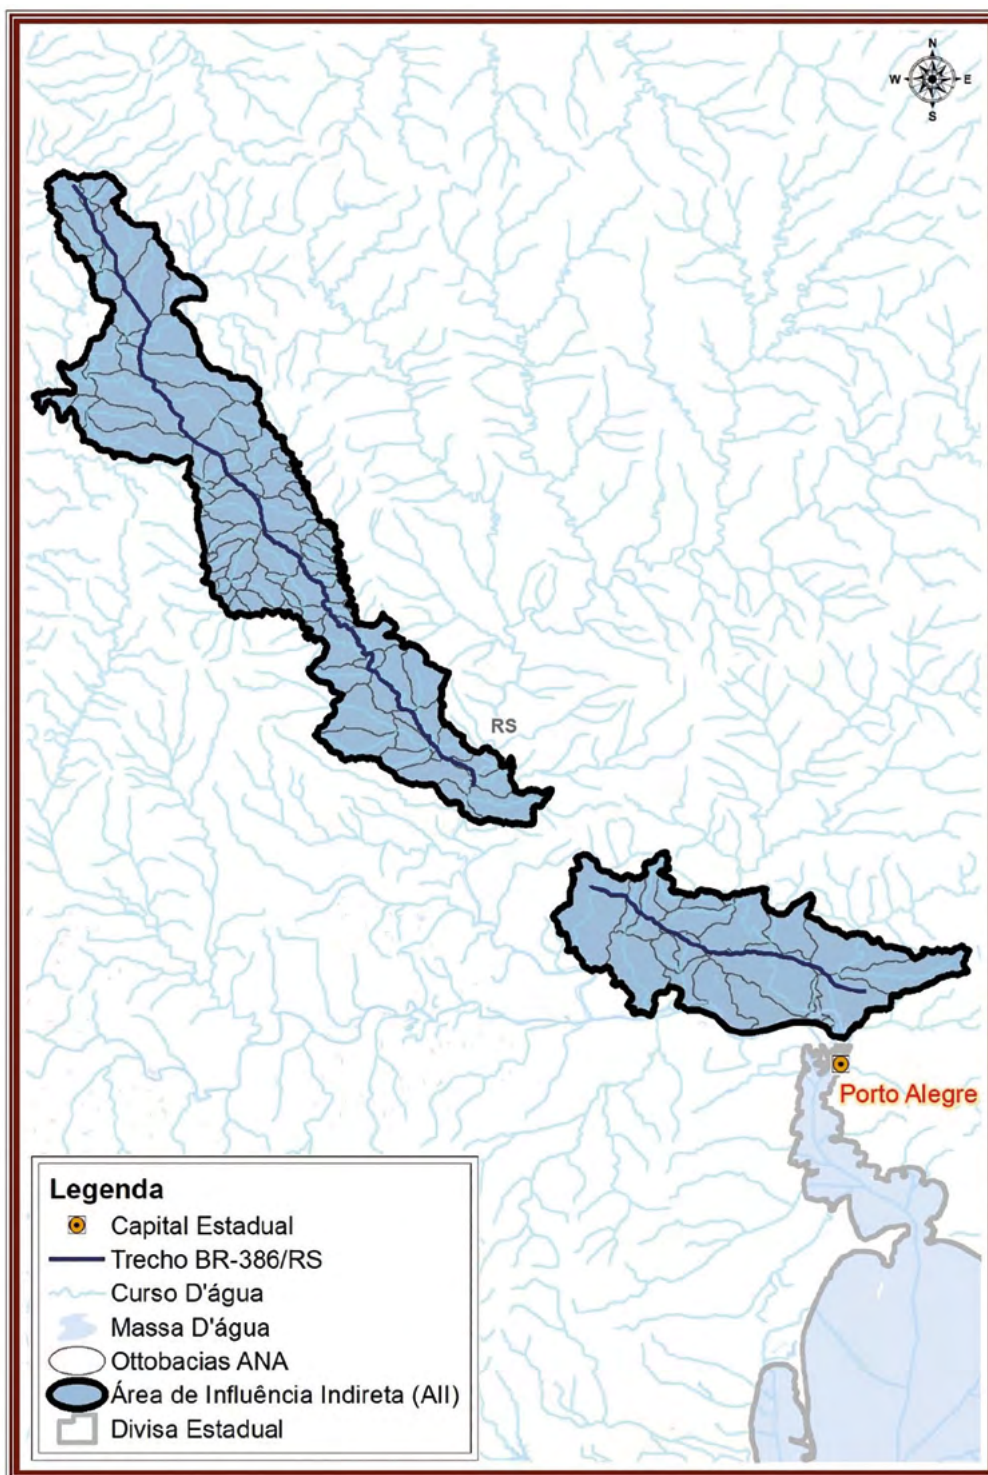 N
W E
S
RS
Porto Alegre
Legenda
Capital Estadual
Trecho BR-386/RS
Curso D'água
Massa D'água
Ottobacias ANA
Área de Influência Indireta (AII)
Divisa Estadual